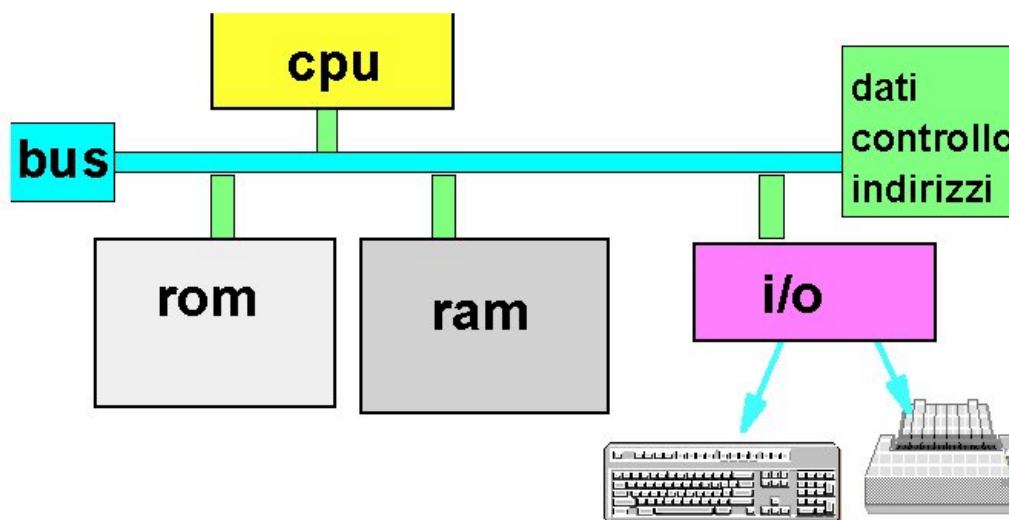 cpu
bus
dati
controllo
indirizzi
rom
ram
i/o